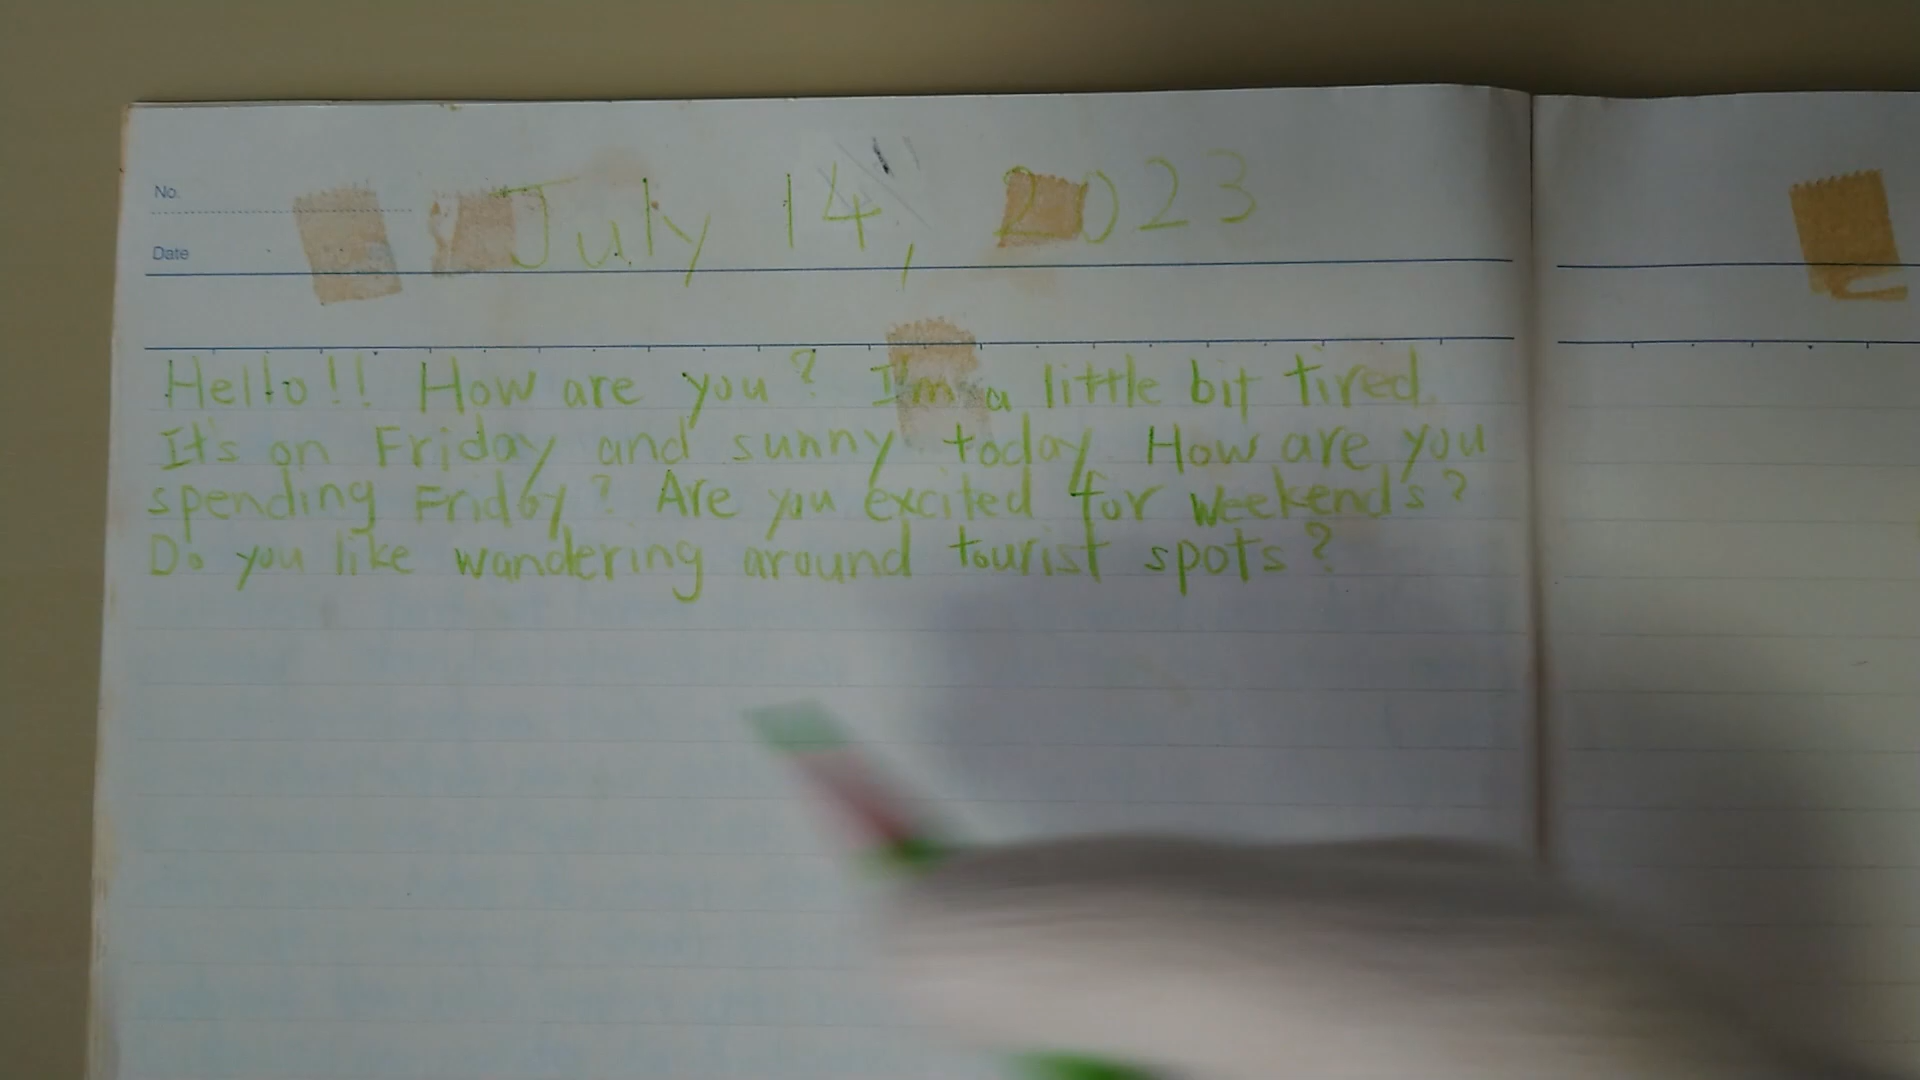 No.
July 14, 2023
Date
Hello!! How are you? I'm a little bit tired.
It's on Friday and sunny today. How are you
spending Friday? Are you excited for weekends?
Do you like wandering around tourist spots?